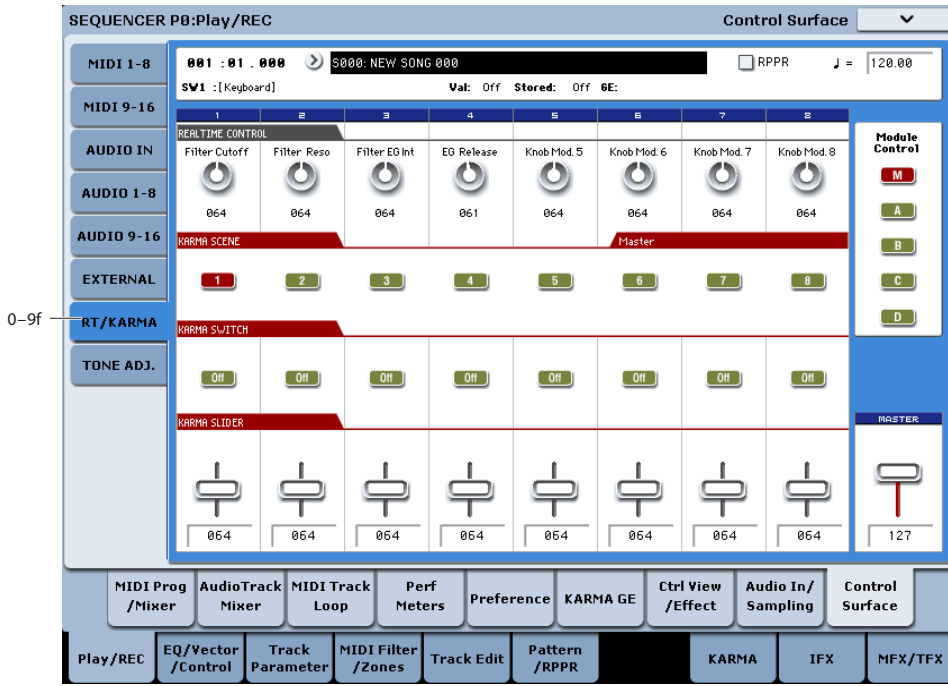 SEQUENCER P0:Play/REC Control Surface
MIDI 1-8
MIDI 9-16
AUDIO IN
AUDIO 1-8
AUDIO 9-16
EXTERNAL
0–9f
RT/KARMA
TONE ADJ.
001 :01 . 000 S000: NEW SONG 000 RPPR ♩ = 120.00
SW1 :[Keyboard] Val: Off Stored: Off GE:
1 2 3 4 5 6 7 8
REALTIME CONTROL
Filter Cutoff Filter Reso Filter EG Int EG Release Knob Mod. 5 Knob Mod. 6 Knob Mod. 7 Knob Mod. 8
064 064 064 061 064 064 064 064
KARMA SCENE Master
1 2 3 4 5 6 7 8
KARMA SWITCH
Off Off Off Off Off Off Off Off
KARMA SLIDER
064 064 064 064 064 064 064 064
Module
Control
M
A
B
C
D
MASTER
127
MIDI Prog
/Mixer
AudioTrack
Mixer
MIDI Track
Loop
Perf
Meters
Preference
KARMA GE
Ctrl View
/Effect
Audio In/
Sampling
Control
Surface
Play/REC
EQ/Vector
/Control
Track
Parameter
MIDI Filter
/Zones
Track Edit
Pattern
/RPPR
KARMA
IFX
MFX/TFX